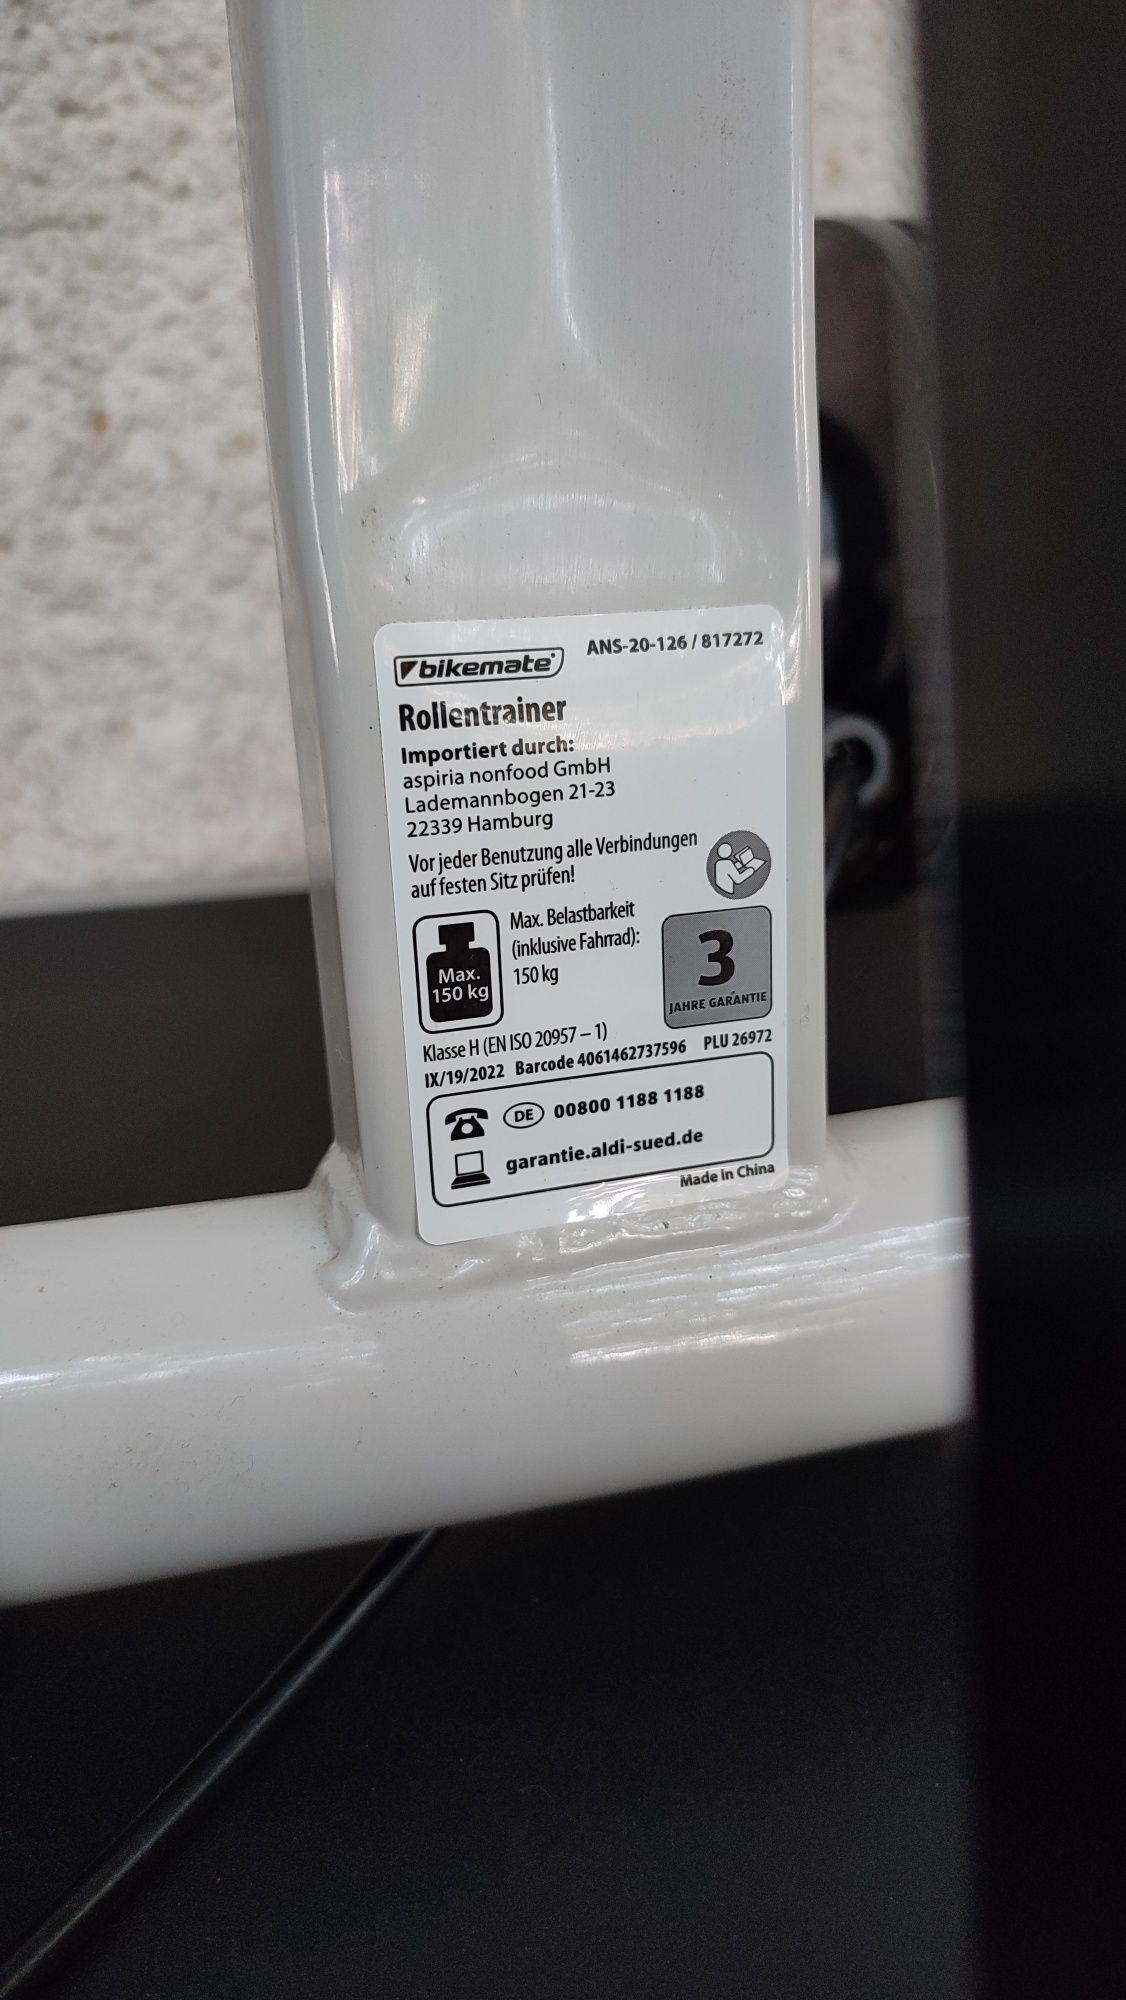 bikemate
ANS-20-126 / 817272
Rollentrainer
Importiert durch:
aspiria nonfood GmbH
Lademannbogen 21-23
22339 Hamburg
Vor jeder Benutzung alle Verbindungen
auf festen Sitz prüfen!
Max.
150 kg
Max. Belastbarkeit
(inklusive Fahrrad):
150 kg
3
JAHRE GARANTIE
Klasse H (EN ISO 20957 – 1)
IX/19/2022 Barcode 4061462737596 PLU 26972
DE 00800 1188 1188
garantie.aldi-sued.de
Made in China